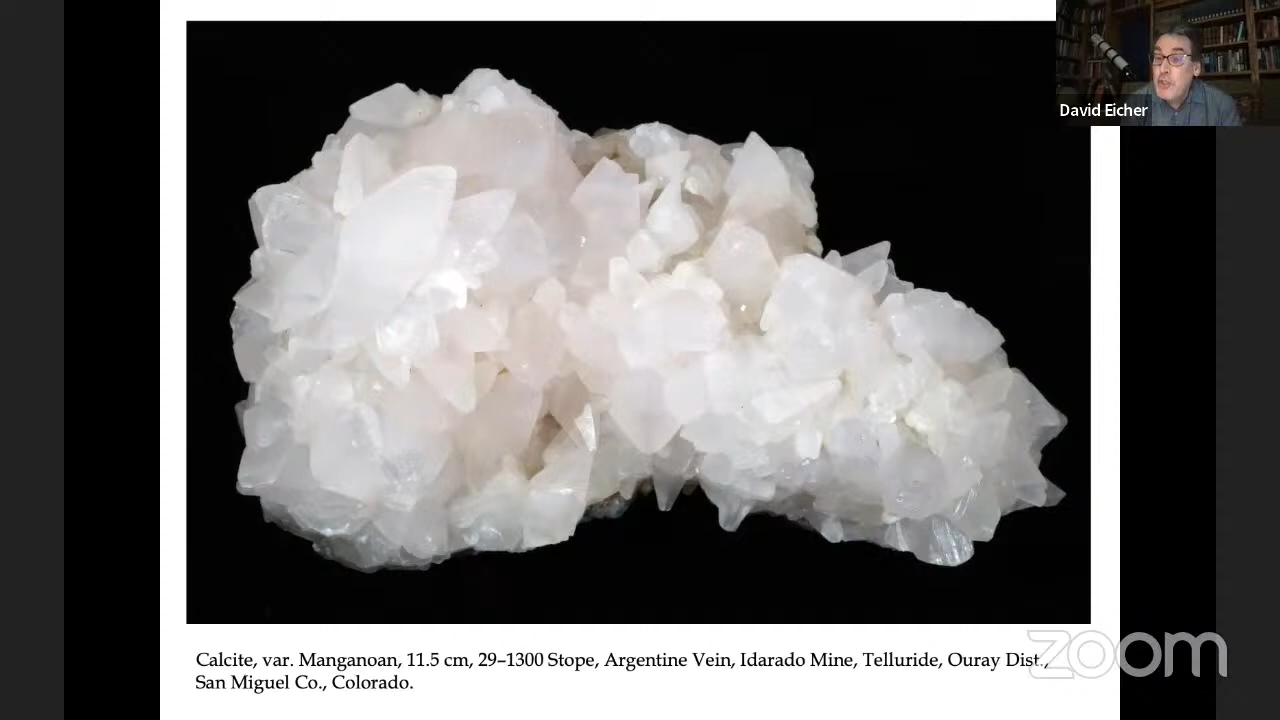 David Eicher
Calcite, var. Manganoan, 11.5 cm, 29–1300 Stope, Argentine Vein, Idarado Mine, Telluride, Ouray Dist.,
San Miguel Co., Colorado.
zoom